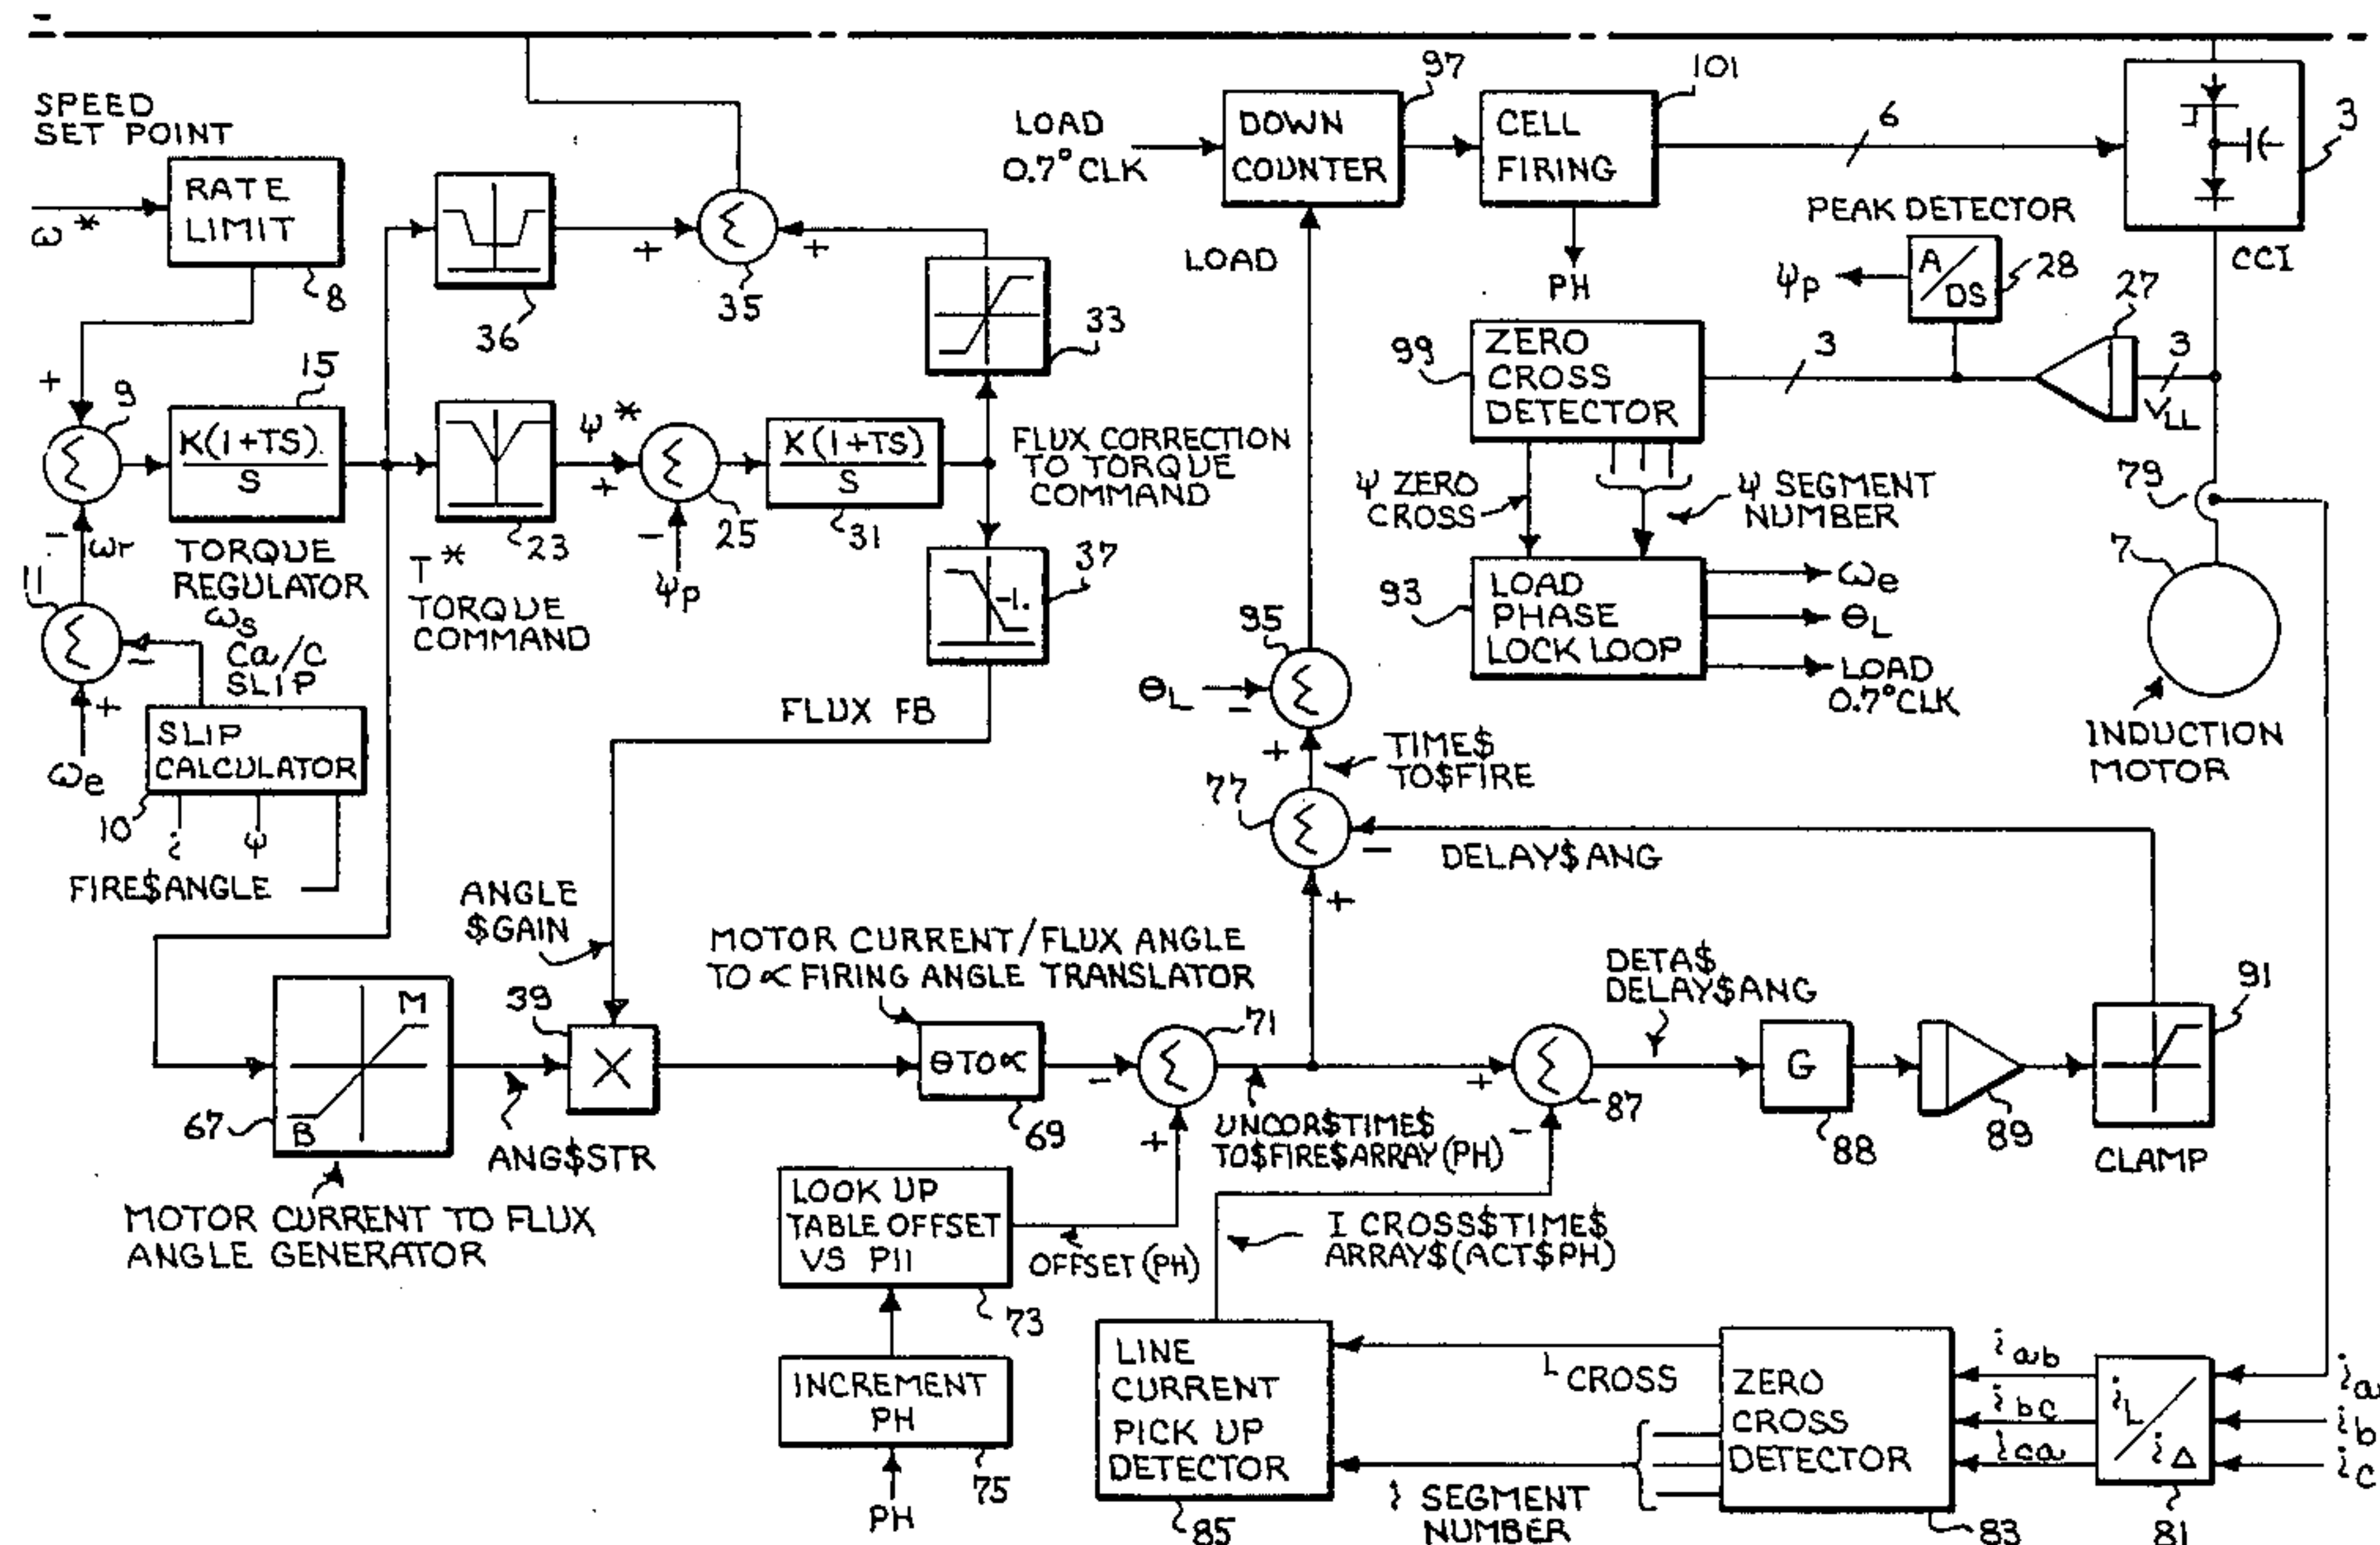 SPEED
SET POINT
ω*
RATE
LIMIT
8
36
Σ
35
+
+
33
LOAD
0.7° CLK
DOWN
COUNTER
97
CELL
FIRING
101
6
3
CCI
PH
LOAD
PEAK DETECTOR
A/DS
28
ψp
27
3
VLL
3
ZERO
CROSS
DETECTOR
99
ψ ZERO
CROSS
ψ SEGMENT
NUMBER
LOAD
PHASE
LOCK LOOP
93
ωe
θL
LOAD
0.7°CLK
79
7
INDUCTION
MOTOR
+
9
Σ
-
ωr
15
K(1+TS)
S
TORQUE
REGULATOR
ωs
Ca/C
SLIP
11
Σ
-
+
ωe
SLIP
CALCULATOR
10
i
ψ
FIRE$ANGLE
23
T*
TORQUE
COMMAND
ψ*
+
Σ
25
-
ψp
K(1+TS)
S
31
FLUX CORRECTION
TO TORQUE
COMMAND
-1.
37
FLUX FB
95
Σ
θL
-
+
TIME$
TO$FIRE
77
Σ
-
DELAY$ANG
+
ANGLE
$GAIN
MOTOR CURRENT/FLUX ANGLE
TO ∝ FIRING ANGLE TRANSLATOR
M
B
67
MOTOR CURRENT TO FLUX
ANGLE GENERATOR
ANG$STR
39
X
θTO∝
69
-
Σ
71
+
UNCOR$TIME$
TO$FIRE$ARRAY(PH)
+
Σ
87
-
DETA$
DELAY$ANG
G
88
89
91
CLAMP
LOOK UP
TABLE OFFSET
VS PII
73
OFFSET (PH)
INCREMENT
PH
75
PH
I CROSS$TIME$
ARRAY$(ACT$PH)
LINE
CURRENT
PICK UP
DETECTOR
85
i CROSS
i SEGMENT
NUMBER
ZERO
CROSS
DETECTOR
83
iab
ibc
ica
iL/iΔ
81
ia
ib
ic